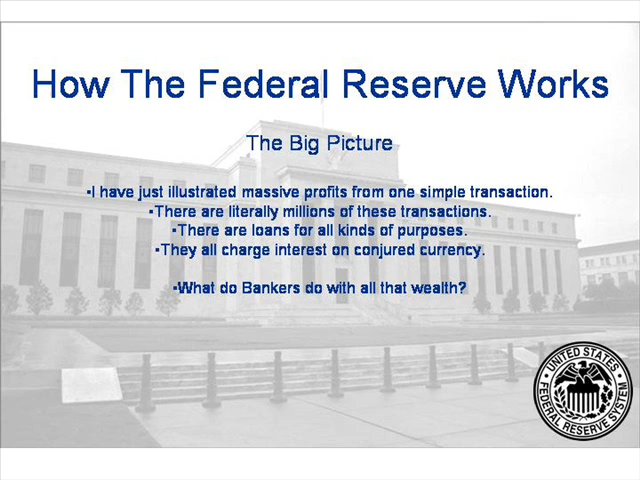 How The Federal Reserve Works
The Big Picture
•I have just illustrated massive profits from one simple transaction.
•There are literally millions of these transactions.
•There are loans for all kinds of purposes.
•They all charge interest on conjured currency.
•What do Bankers do with all that wealth?
UNITED STATES
FEDERAL RESERVE SYSTEM